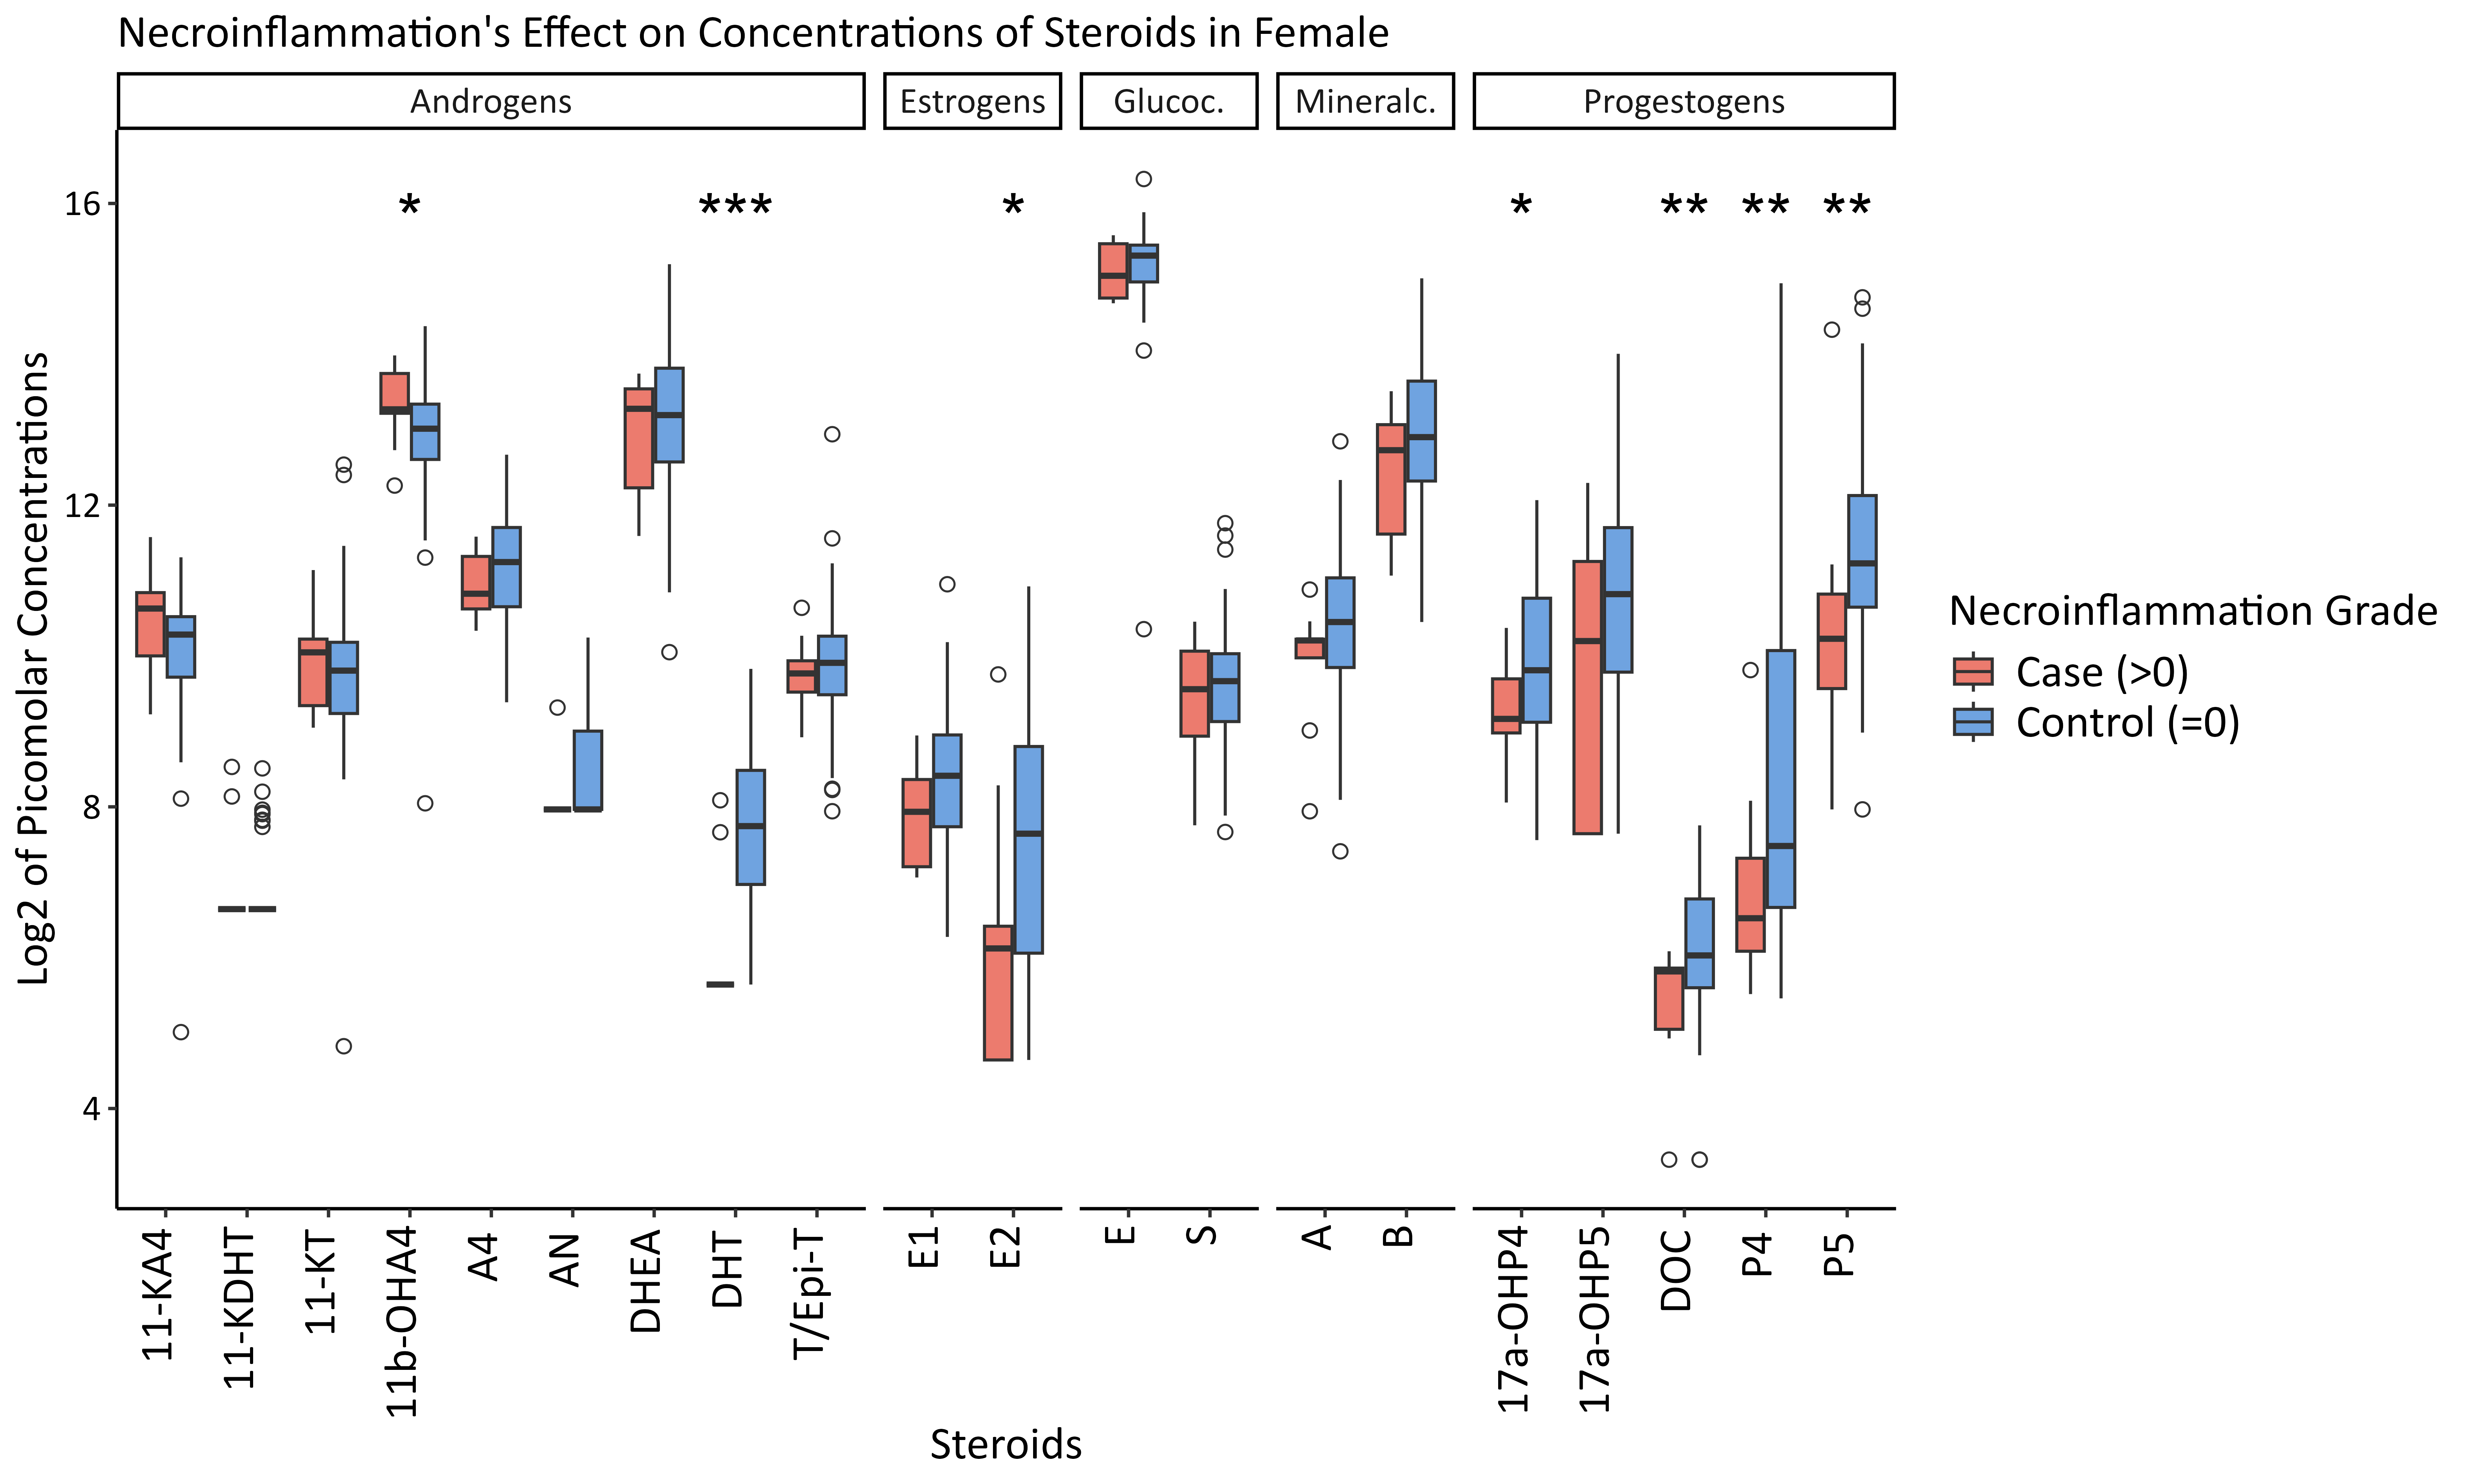 Necroinflammation's Effect on Concentrations of Steroids in Female
Androgens
Estrogens
Glucoc.
Mineralc.
Progestogens
Log2 of Picomolar Concentrations
16
12
8
4
*
***
*
*
**
**
**
11-KA4
11-KDHT
11-KT
11b-OHA4
A4
AN
DHEA
DHT
T/Epi-T
E1
E2
E
S
A
B
17a-OHP4
17a-OHP5
DOC
P4
P5
Steroids
Necroinflammation Grade
Case (>0)
Control (=0)